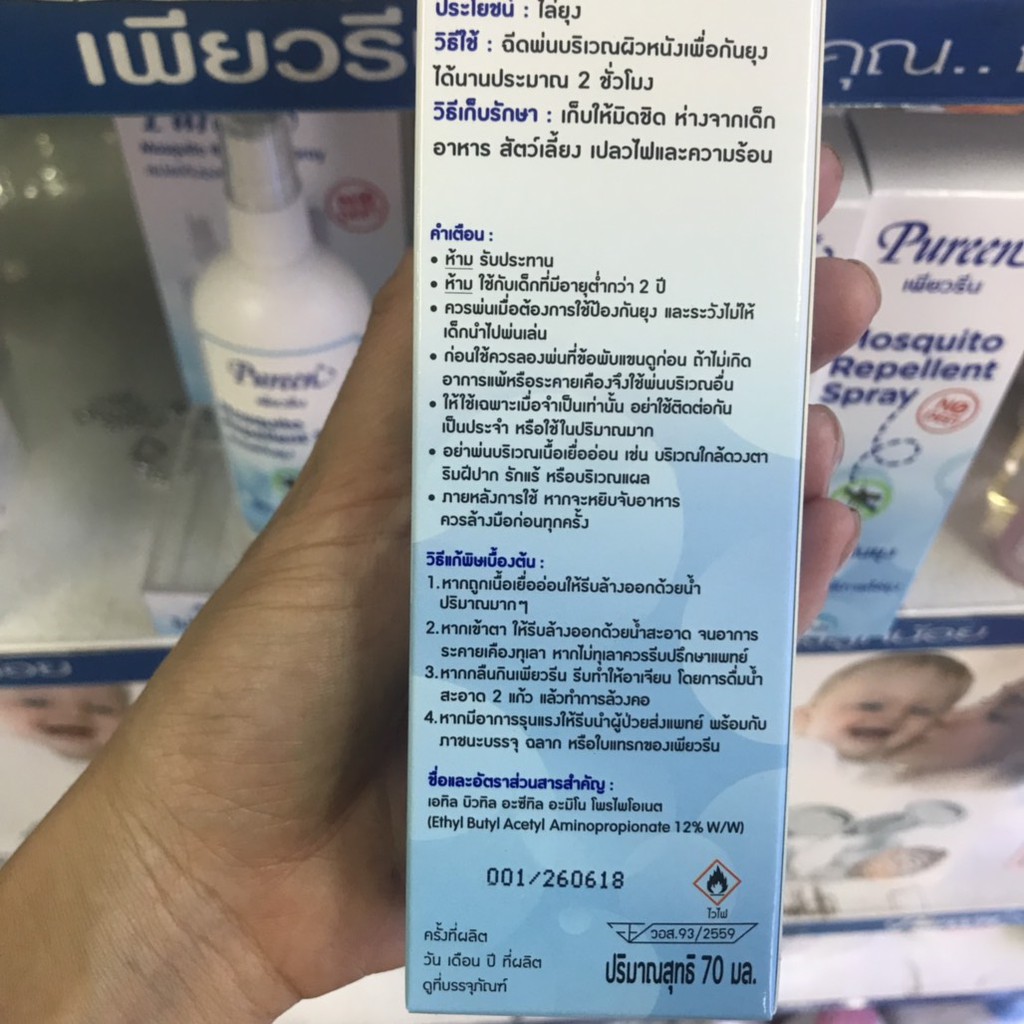 เพียวรี
คุณ..
ประโยชน์ : ไล่ยุง
วิธีใช้ : ฉีดพ่นบริเวณผิวหนังเพื่อกันยุง
ได้นานประมาณ 2 ชั่วโมง
วิธีเก็บรักษา : เก็บให้มิดชิด ห่างจากเด็ก
อาหาร สัตว์เลี้ยง เปลวไฟและความร้อน
คำเตือน :
• ห้าม รับประทาน
• ห้าม ใช้กับเด็กที่มีอายุต่ำกว่า 2 ปี
• ควรพ่นเมื่อต้องการใช้ป้องกันยุง และระวังไม่ให้
เด็กนำไปพ่นเล่น
• ก่อนใช้ควรลองพ่นที่ข้อพับแขนดูก่อน ถ้าไม่เกิด
อาการแพ้หรือระคายเคืองจึงใช้พ่นบริเวณอื่น
• ให้ใช้เฉพาะเมื่อจำเป็นเท่านั้น อย่าใช้ติดต่อกัน
เป็นประจำ หรือใช้ในปริมาณมาก
• อย่าพ่นบริเวณเนื้อเยื่ออ่อน เช่น บริเวณใกล้ดวงตา
ริมฝีปาก รักแร้ หรือบริเวณแผล
• ภายหลังการใช้ หากจะหยิบจับอาหาร
ควรล้างมือก่อนทุกครั้ง
วิธีแก้พิษเบื้องต้น :
1. หากถูกเนื้อเยื่ออ่อนให้รีบล้างออกด้วยน้ำ
ปริมาณมากๆ
2. หากเข้าตา ให้รีบล้างออกด้วยน้ำสะอาด จนอาการ
ระคายเคืองทุเลา หากไม่ทุเลาควรรีบปรึกษาแพทย์
3. หากกลืนกินเพียวรีน รีบทำให้อาเจียน โดยการดื่มน้ำ
สะอาด 2 แก้ว แล้วทำการล้วงคอ
4. หากมีอาการรุนแรงให้รีบนำผู้ป่วยส่งแพทย์ พร้อมกับ
ภาชนะบรรจุ ฉลาก หรือใบแทรกของเพียวรีน
ชื่อและอัตราส่วนสารสำคัญ :
เอทิล บิวทิล อะซีทิล อะมิโน โพรไพโอเนต
(Ethyl Butyl Acetyl Aminopropionate 12% W/W)
001/260618
ไวไฟ
วอส.93/2559
ครั้งที่ผลิต
วัน เดือน ปี ที่ผลิต
ดูที่บรรจุภัณฑ์
ปริมาณสุทธิ 70 มล.
Pureen
Pureen
เพียวรีน
Mosquito
Repellent
Spray
NO